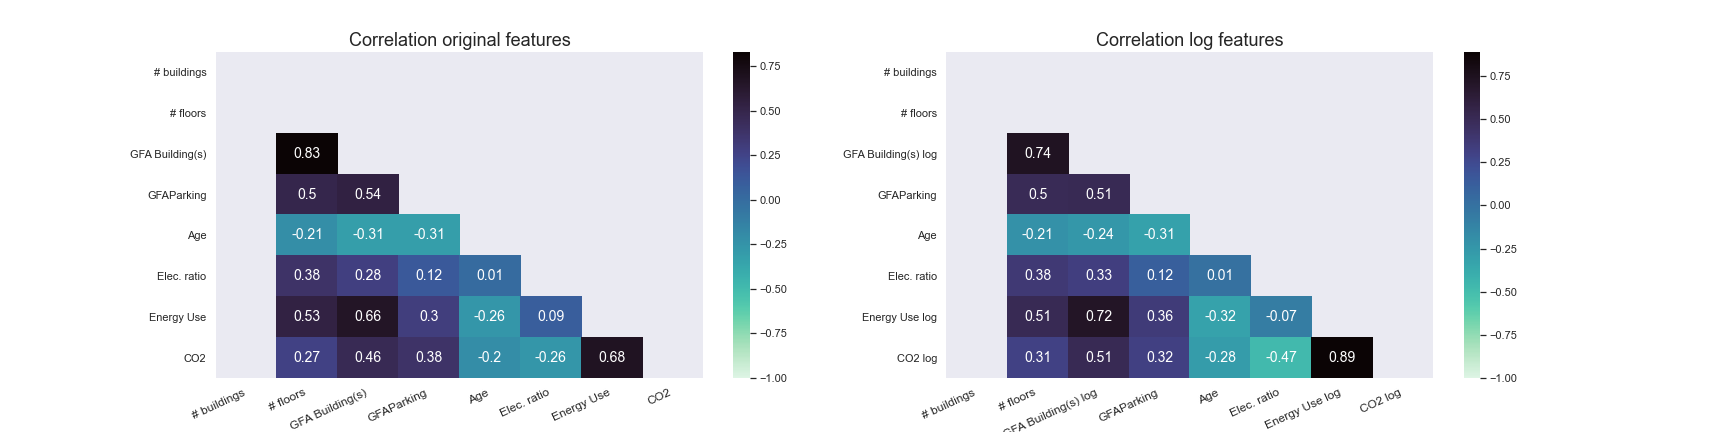 Correlation original features
# buildings
# floors
GFA Building(s)
0.83
GFAParking
0.5 0.54
Age
-0.21 -0.31 -0.31
Elec. ratio
0.38 0.28 0.12 0.01
Energy Use
0.53 0.66 0.3 -0.26 0.09
CO2
0.27 0.46 0.38 -0.2 -0.26 0.68
# buildings
# floors
GFA Building(s)
GFAParking
Age
Elec. ratio
Energy Use
CO2
0.75
0.50
0.25
0.00
−0.25
−0.50
−0.75
−1.00
Correlation log features
# buildings
# floors
GFA Building(s) log
0.74
GFAParking
0.5 0.51
Age
-0.21 -0.24 -0.31
Elec. ratio
0.38 0.33 0.12 0.01
Energy Use log
0.51 0.72 0.36 -0.32 -0.07
CO2 log
0.31 0.51 0.32 -0.28 -0.47 0.89
# buildings
# floors
GFA Building(s) log
GFAParking
Age
Elec. ratio
Energy Use log
CO2 log
0.75
0.50
0.25
0.00
−0.25
−0.50
−0.75
−1.00